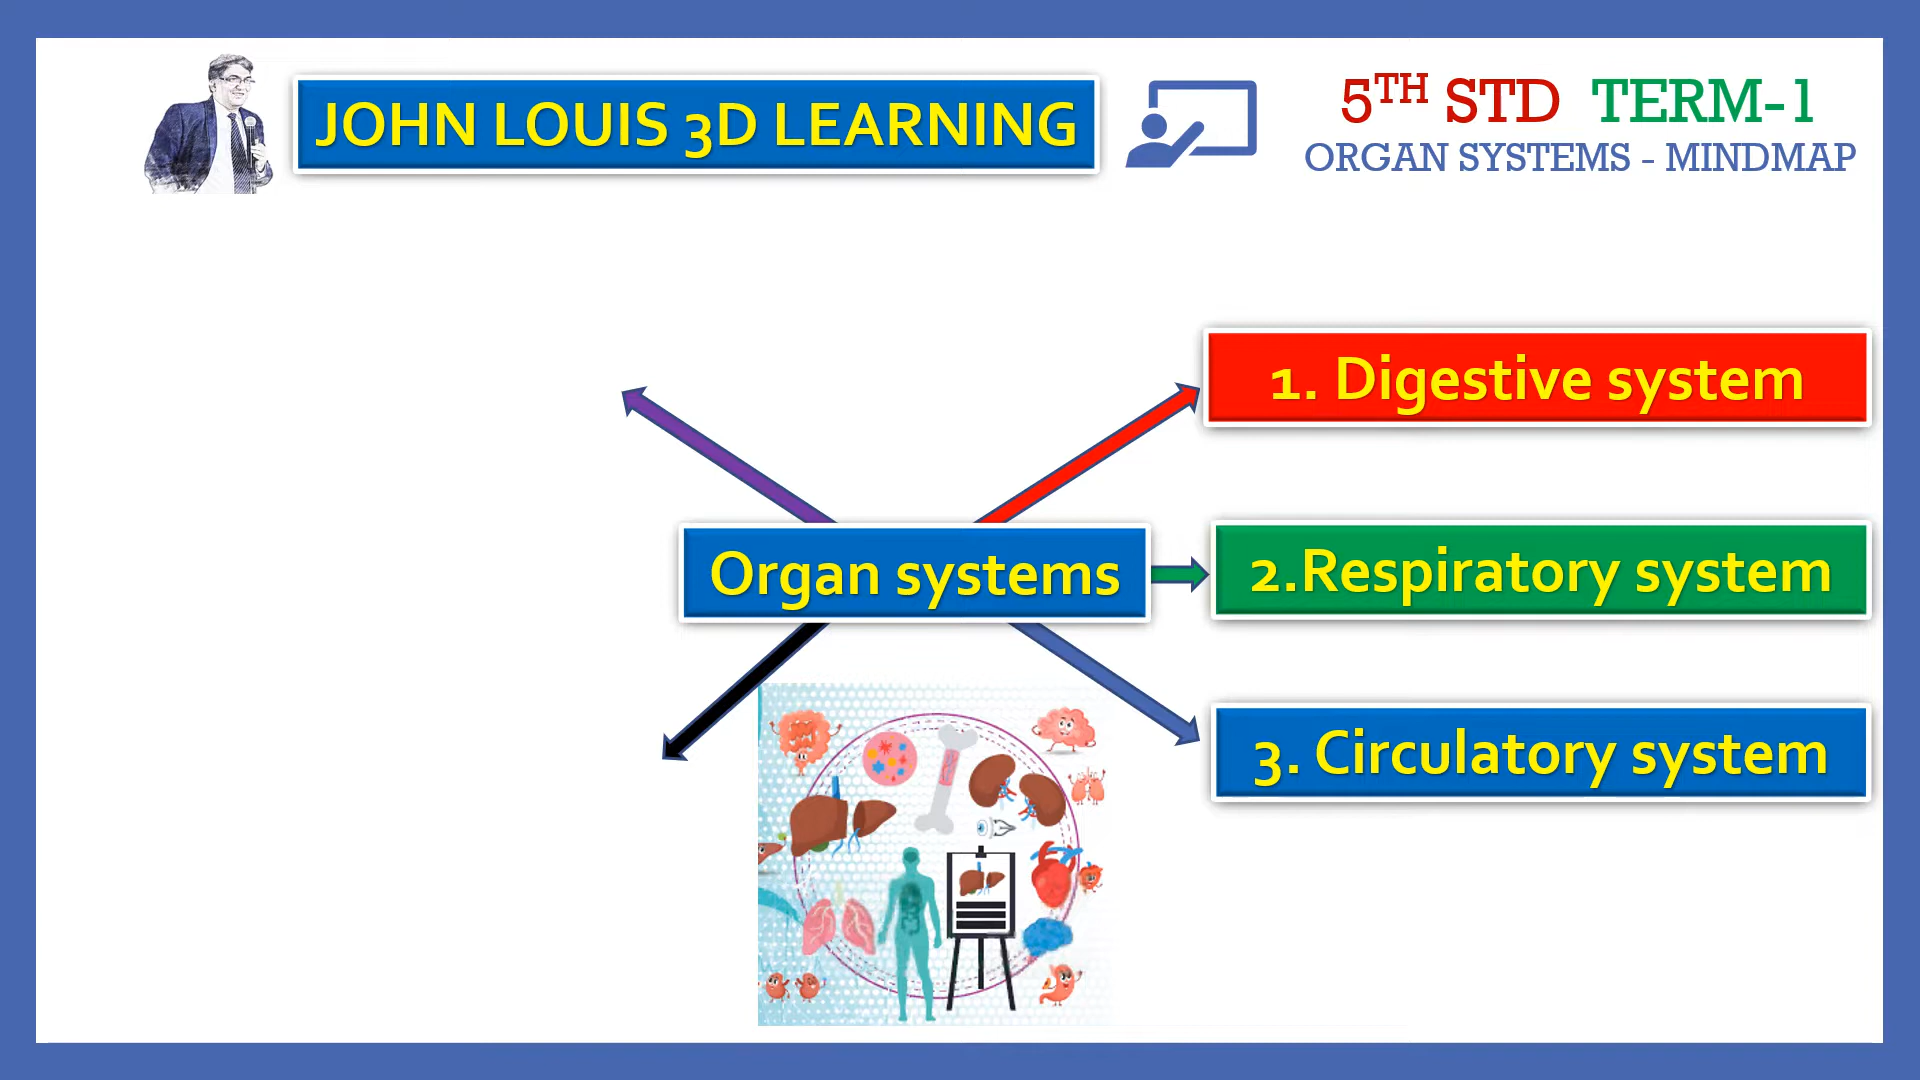 JOHN LOUIS 3D LEARNING
5TH STD TERM-1
ORGAN SYSTEMS - MINDMAP
1. Digestive system
Organ systems
2.Respiratory system
3. Circulatory system